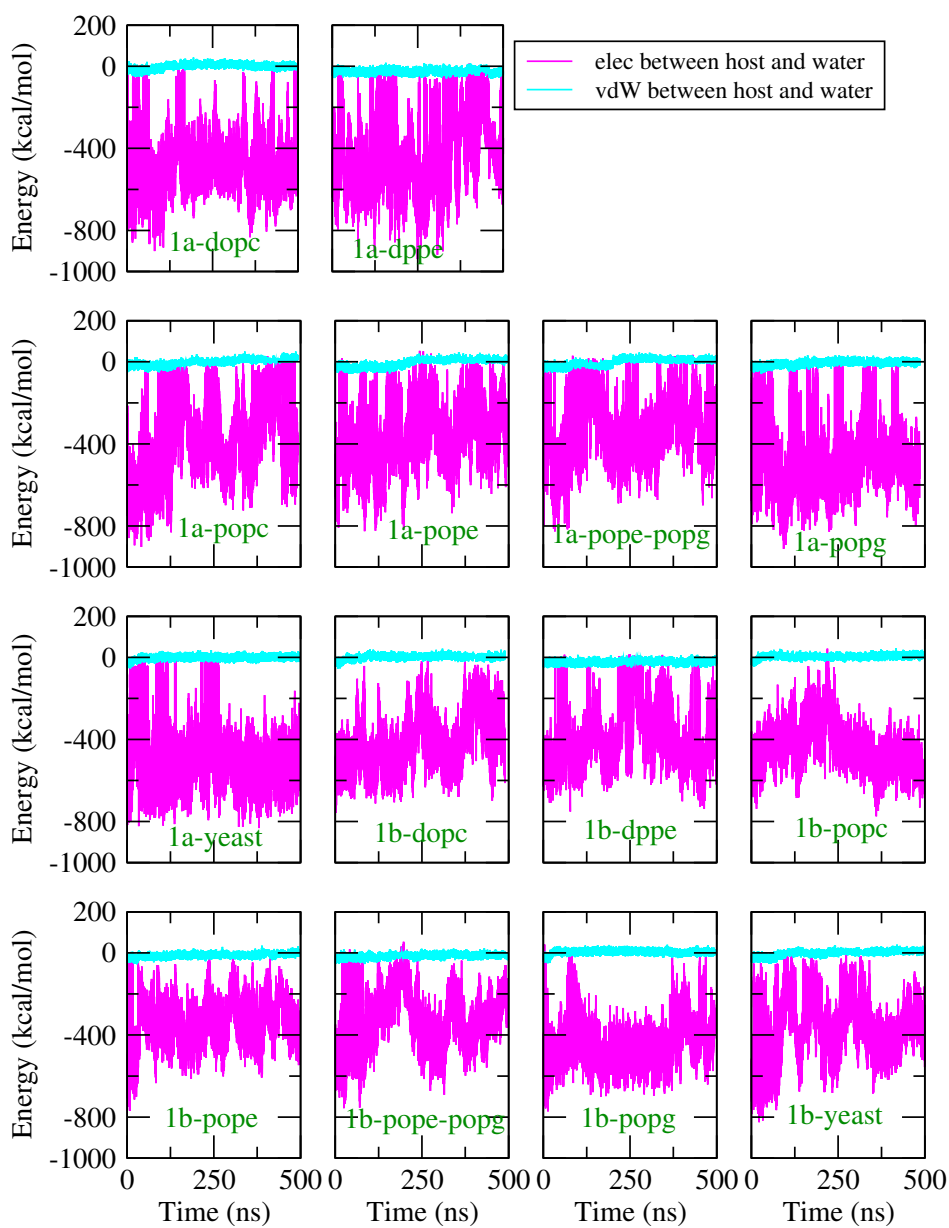 200
0
-400
-800
-1000
Energy (kcal/mol)
1a-dopc
1a-dppe
elec between host and water
vdW between host and water
200
0
-400
-800
-1000
Energy (kcal/mol)
1a-popc
1a-pope
1a-pope-popg
1a-popg
200
0
-400
-800
-1000
Energy (kcal/mol)
1a-yeast
1b-dopc
1b-dppe
1b-popc
200
0
-400
-800
-1000
Energy (kcal/mol)
1b-pope
1b-pope-popg
1b-popg
1b-yeast
0 250 500 0 250 500 0 250 500 0 250 500
Time (ns) Time (ns) Time (ns) Time (ns)